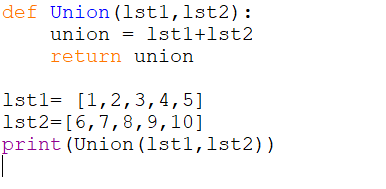 def Union(lst1,lst2):
    union = lst1+lst2
    return union

lst1= [1,2,3,4,5]
lst2=[6,7,8,9,10]
print(Union(lst1,lst2))